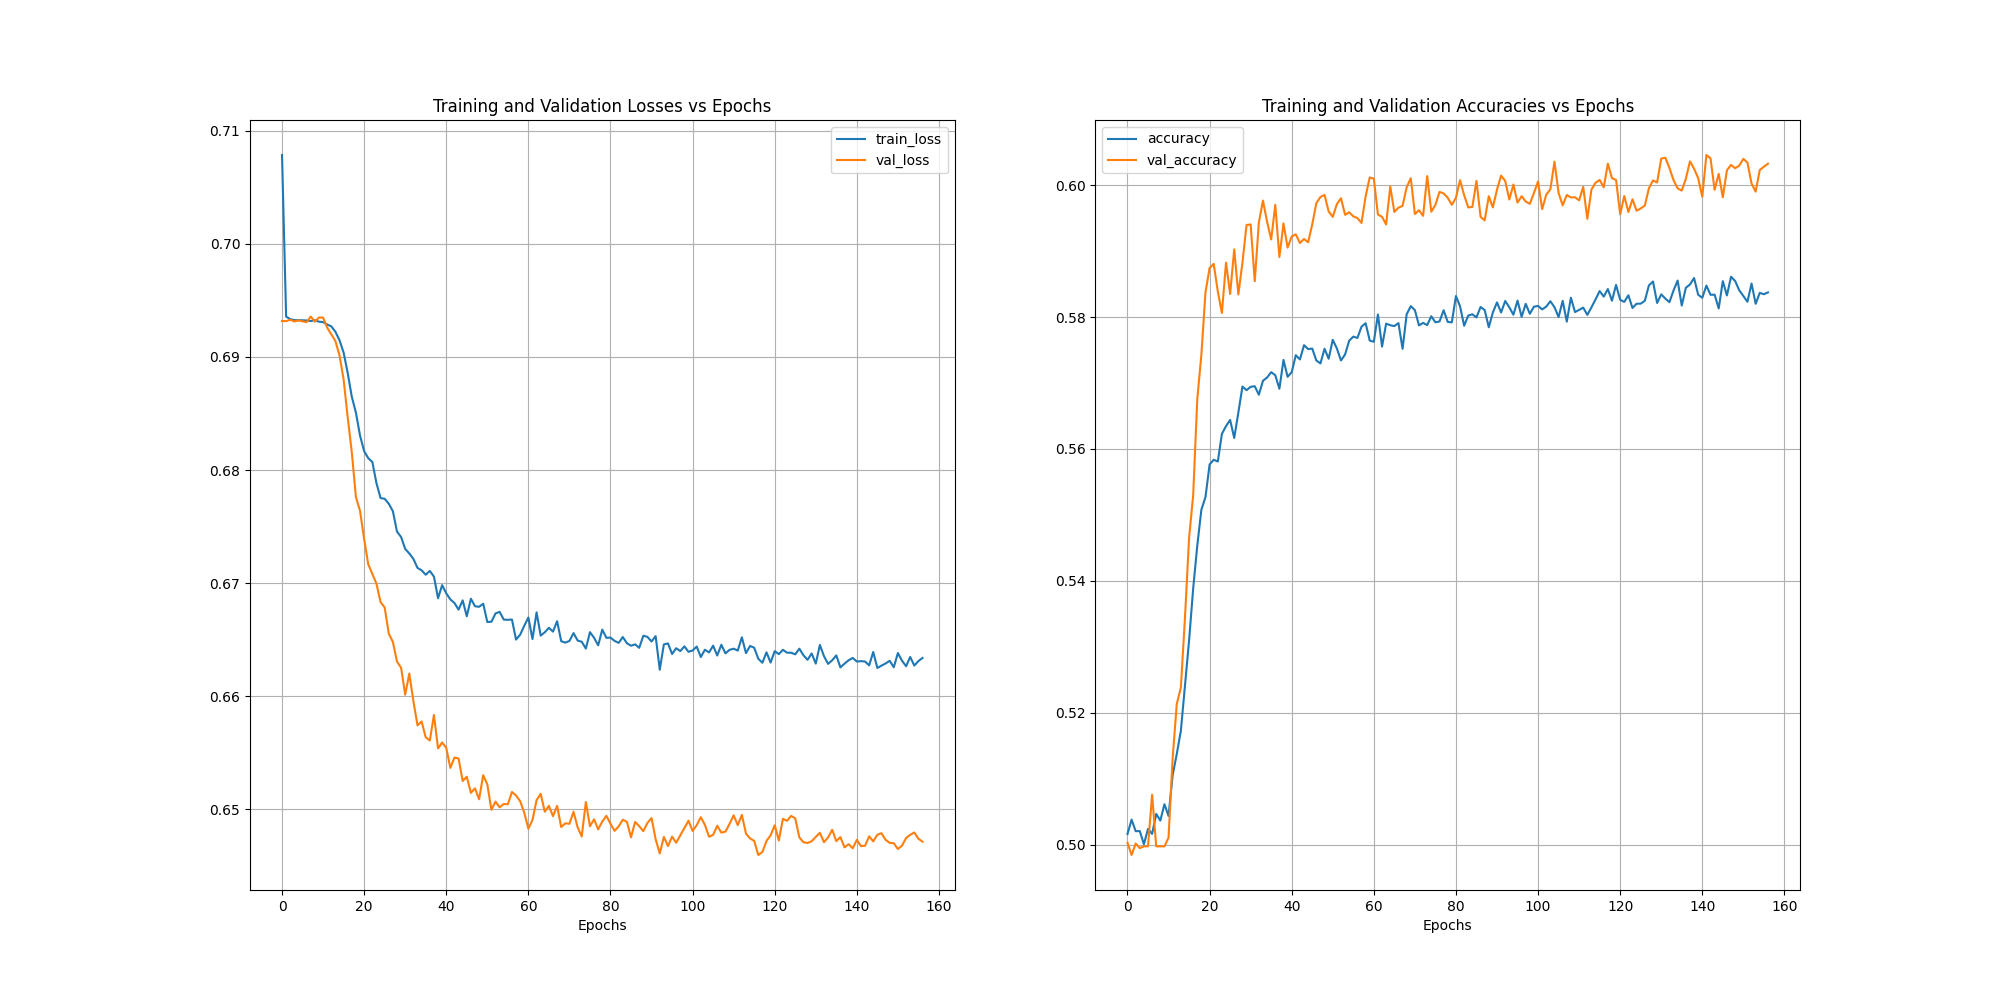 Training and Validation Losses vs Epochs
train_loss
val_loss
0.71
0.70
0.69
0.68
0.67
0.66
0.65
0 20 40 60 80 100 120 140 160
Epochs
Training and Validation Accuracies vs Epochs
accuracy
val_accuracy
0.60
0.58
0.56
0.54
0.52
0.50
0 20 40 60 80 100 120 140 160
Epochs